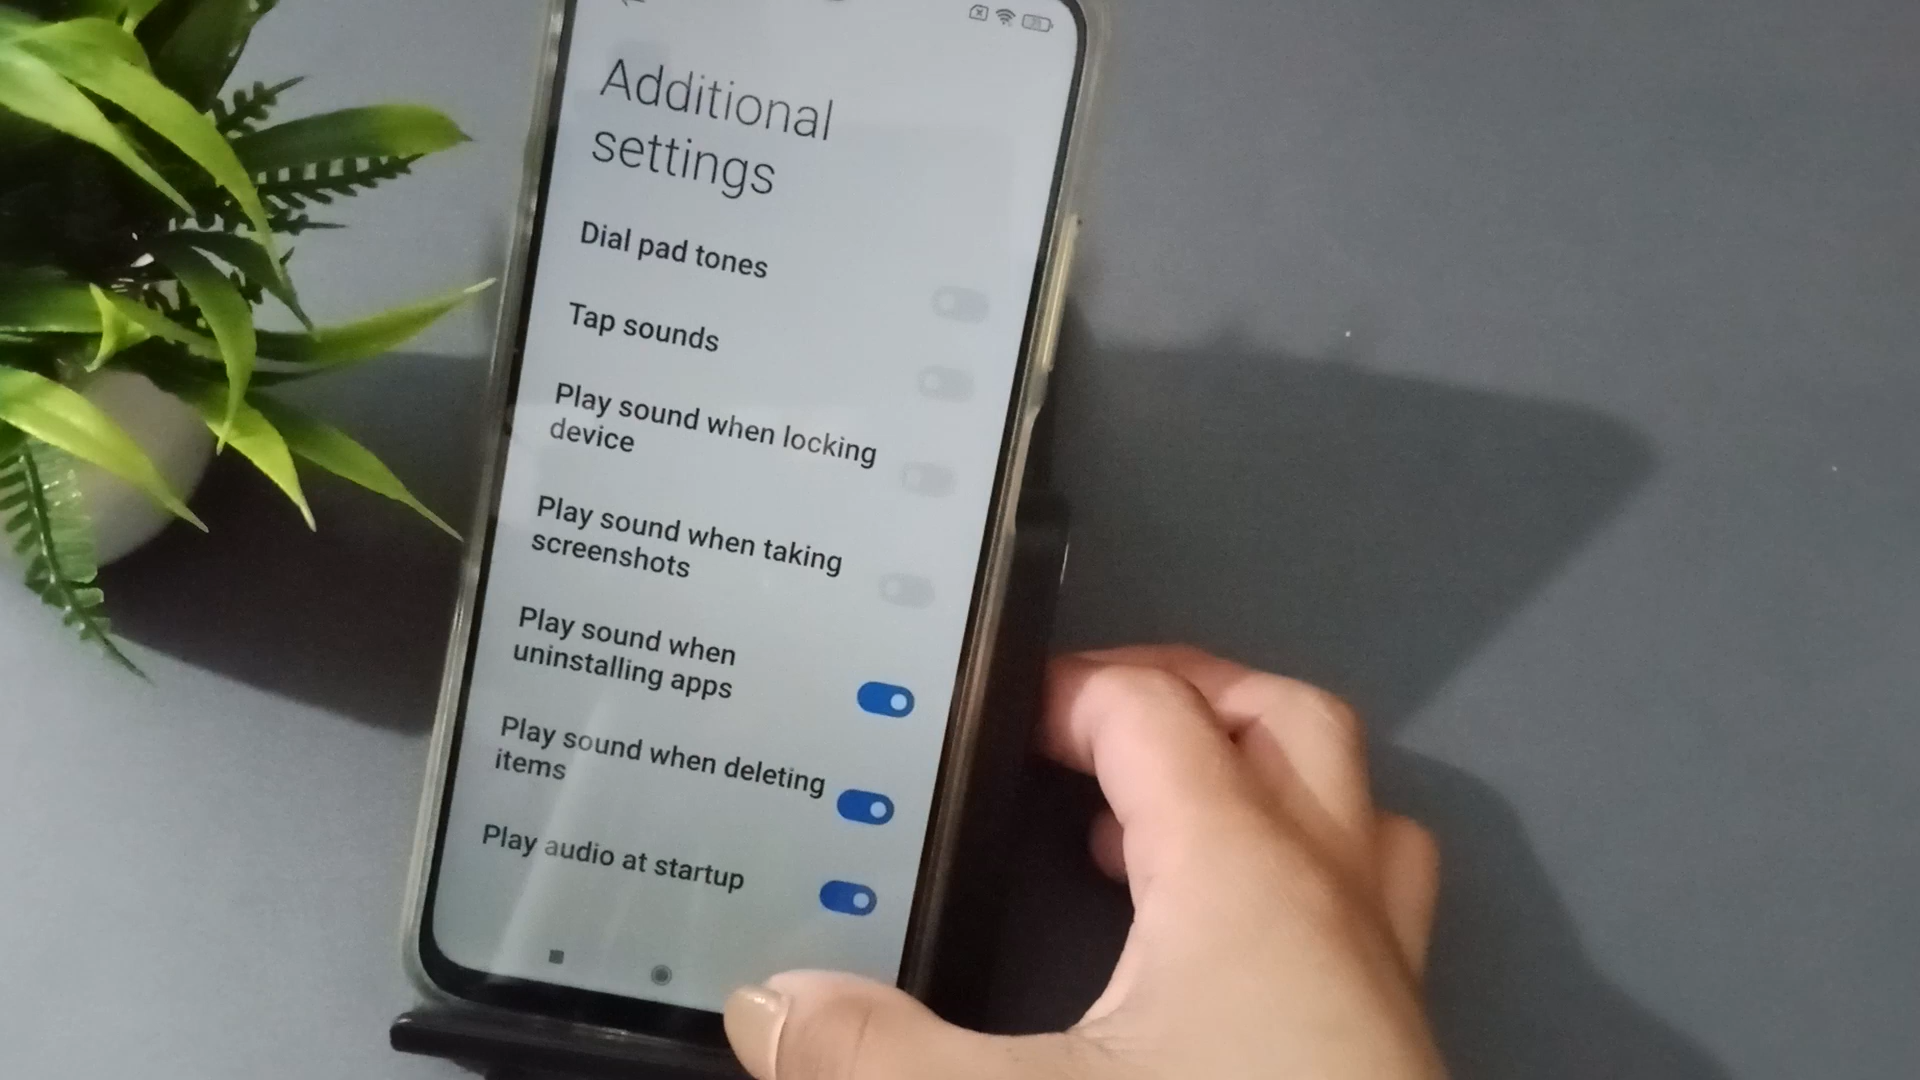 Additional
settings
Dial pad tones
Tap sounds
Play sound when locking
device
Play sound when taking
screenshots
Play sound when
uninstalling apps
Play sound when deleting
items
Play audio at startup